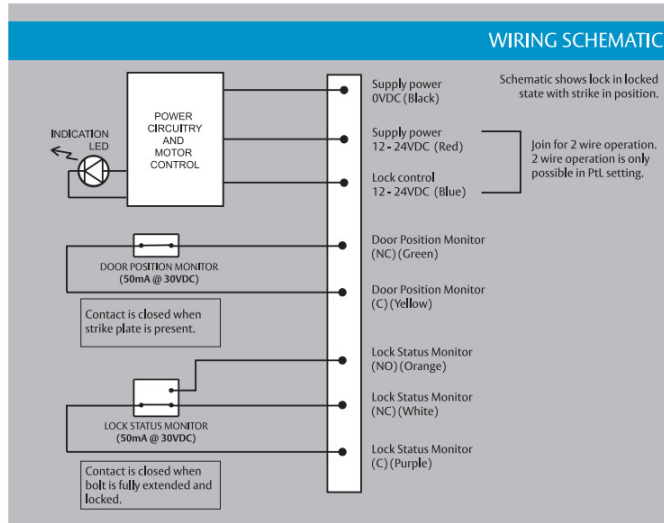 WIRING SCHEMATIC
Schematic shows lock in locked
state with strike in position.
POWER
CIRCUITRY
AND
MOTOR
CONTROL
INDICATION
LED
Supply power
0VDC (Black)
Supply power
12 - 24VDC (Red)
Lock control
12 - 24VDC (Blue)
Join for 2 wire operation.
2 wire operation is only
possible in PtL setting.
Door Position Monitor
(NC) (Green)
DOOR POSITION MONITOR
(50mA @ 30VDC)
Door Position Monitor
(C) (Yellow)
Contact is closed when
strike plate is present.
Lock Status Monitor
(NO) (Orange)
Lock Status Monitor
(NC) (White)
LOCK STATUS MONITOR
(50mA @ 30VDC)
Lock Status Monitor
(C) (Purple)
Contact is closed when
bolt is fully extended and
locked.